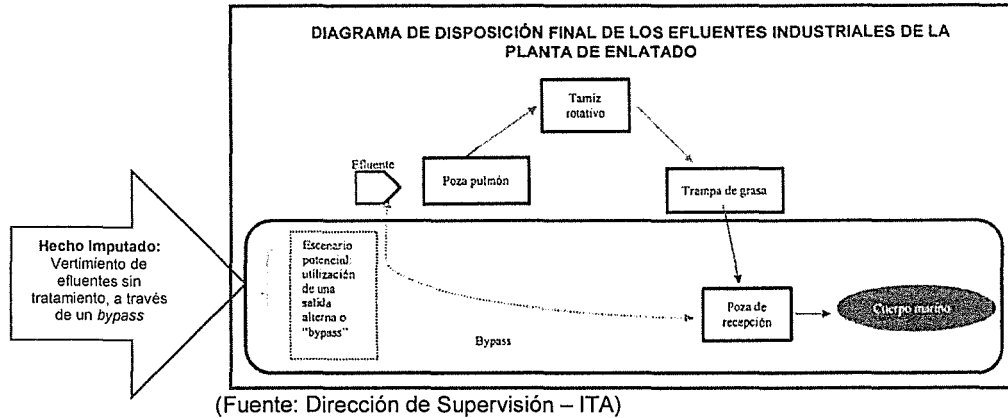 DIAGRAMA DE DISPOSICIÓN FINAL DE LOS EFLUENTES INDUSTRIALES DE LA
PLANTA DE ENLATADO
Tamiz
rotativo
Efluente
Poza pulmón
Trampa de grasa
Hecho Imputado:
Vertimiento de
efluentes sin
tratamiento, a través
de un bypass
Escenario
potencial:
utilización
de una
salida
alterna o
"bypass"
Bypass
Poza de
recepción
Cuerpo marino
(Fuente: Dirección de Supervisión – ITA)